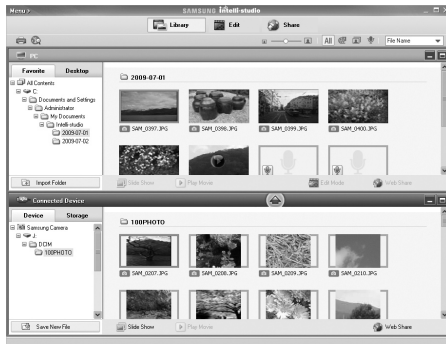 Menu >
SAMSUNG Intelli-studio
Library Edit Share
All File Name
PC
Favorite Desktop
2009-07-01
All Contents
C:
Documents and Settings
Administrator
My Documents
Intelli-studio
2009-07-01
2009-07-02
SAM_0397.JPG SAM_0398.JPG SAM_0399.JPG SAM_0400.JPG
Import Folder Slide Show Play Movie Edit Mode Web Share
Connected Device
Device Storage
100PHOTO
Samsung Camera
J:
DCIM
100PHOTO
SAM_0207.JPG SAM_0208.JPG SAM_0209.JPG SAM_0210.JPG
Save New File Slide Show Play Movie Web Share